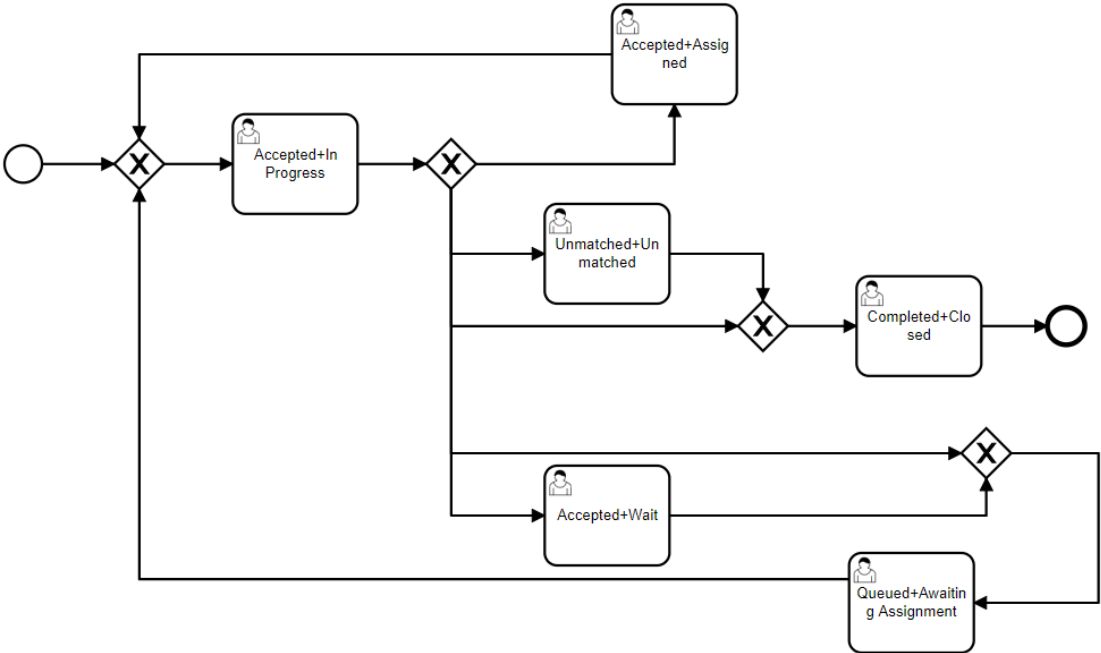 Accepted+Assig
ned
X
Accepted+In
Progress
X
Unmatched+Un
matched
X
Completed+Clo
sed
X
Accepted+Wait
Queued+Awaitin
g Assignment